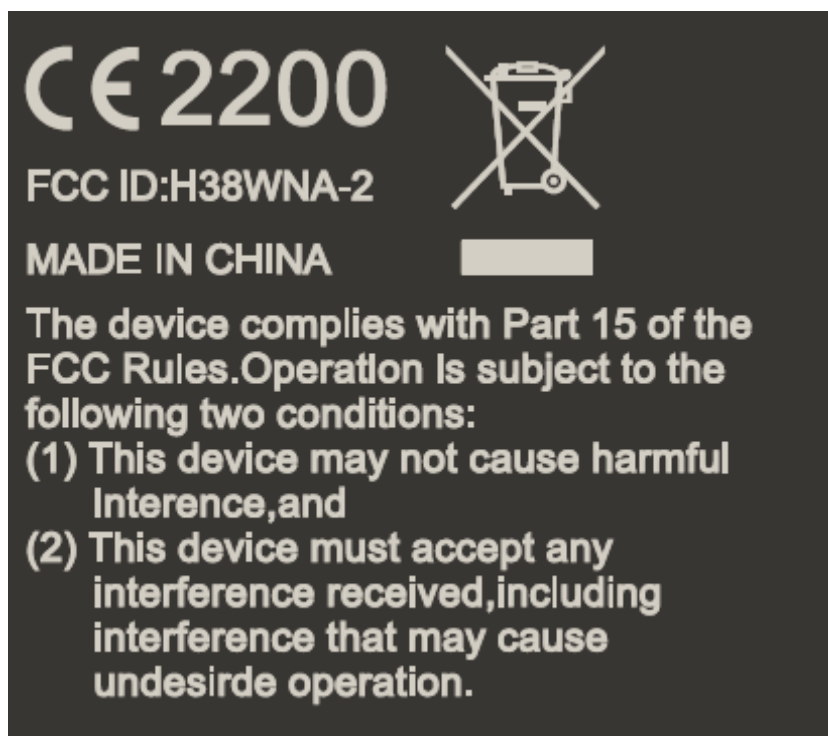 CE 2200
FCC ID:H38WNA-2
MADE IN CHINA
The device complies with Part 15 of the
FCC Rules.Operation Is subject to the
following two conditions:
(1) This device may not cause harmful
Interence,and
(2) This device must accept any
interference received,including
interference that may cause
undesirde operation.